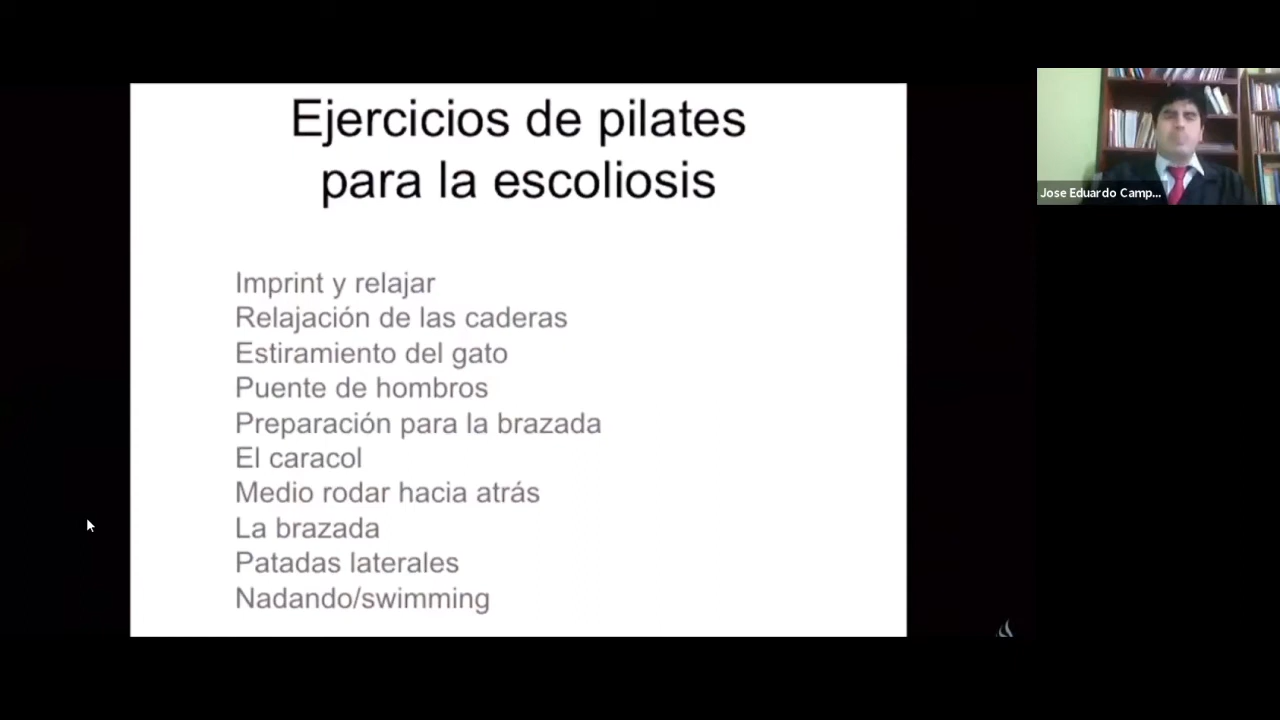 Ejercicios de pilates
para la escoliosis
Imprint y relajar
Relajación de las caderas
Estiramiento del gato
Puente de hombros
Preparación para la brazada
El caracol
Medio rodar hacia atrás
La brazada
Patadas laterales
Nadando/swimming
Jose Eduardo Camp...